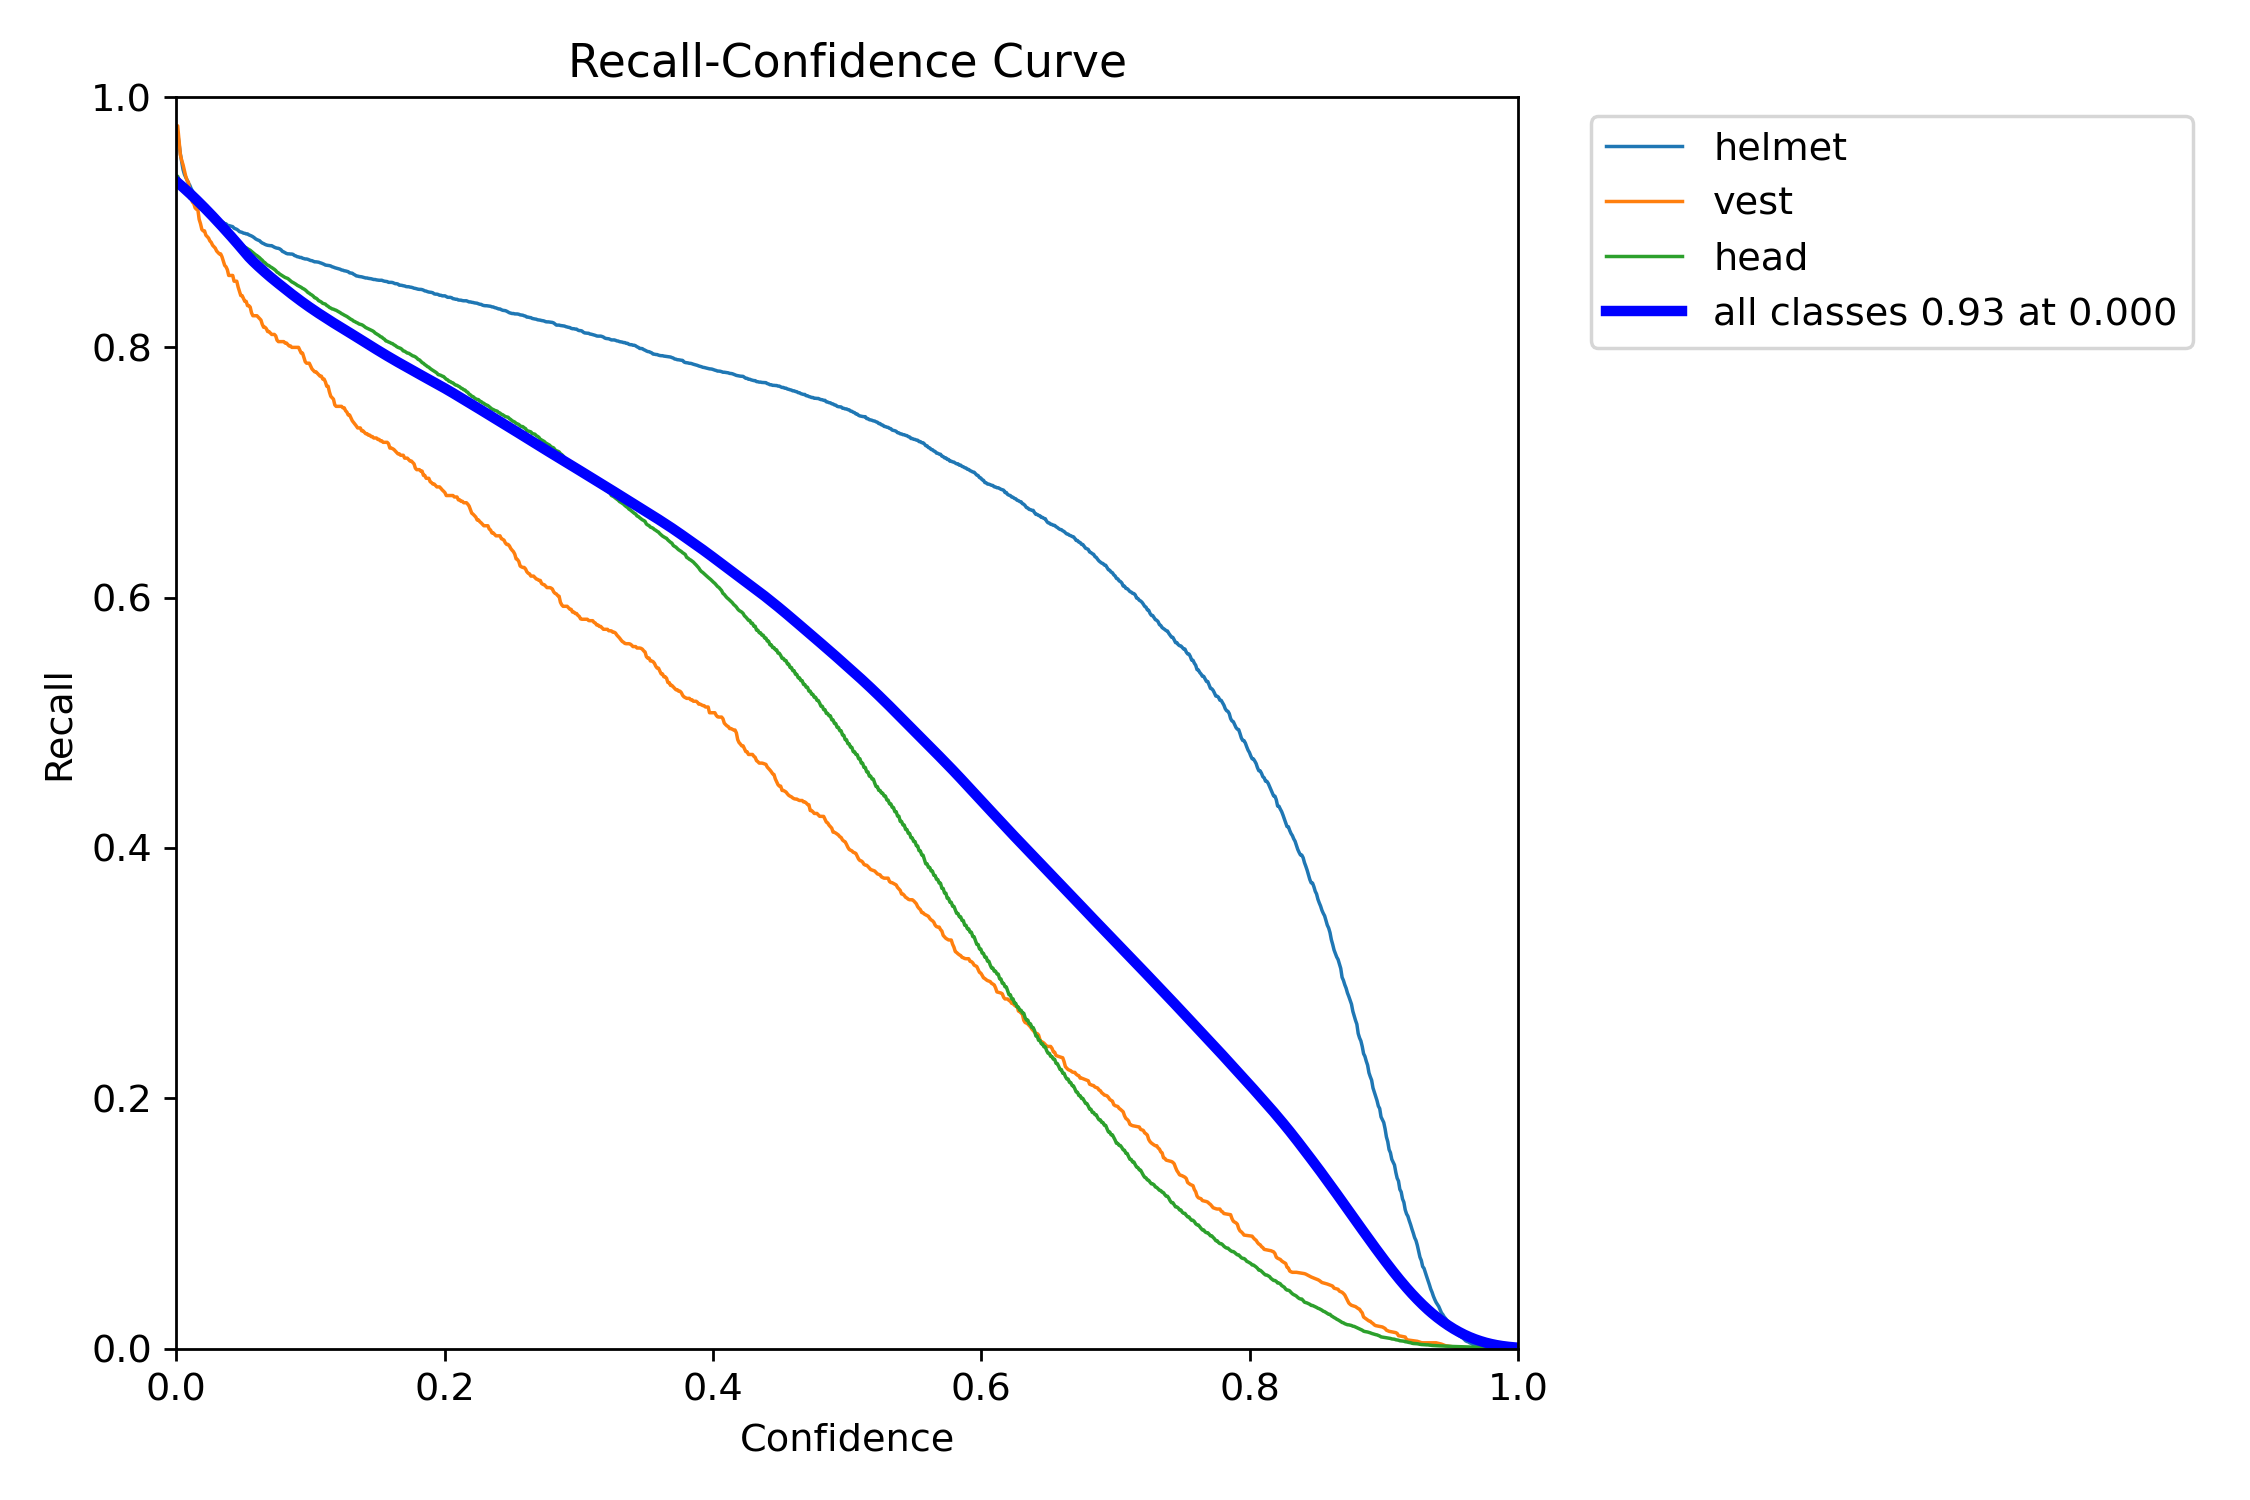 Recall-Confidence Curve
1.0
0.8
0.6
0.4
0.2
0.0
Recall
0.0 0.2 0.4 0.6 0.8 1.0
Confidence
helmet
vest
head
all classes 0.93 at 0.000